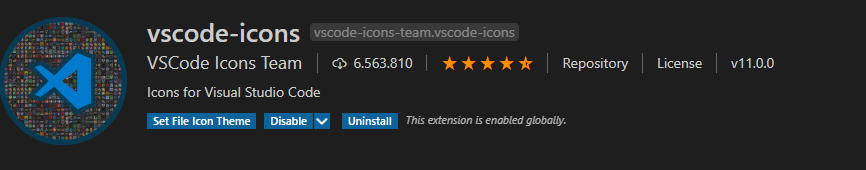 vscode-icons vscode-icons-team.vscode-icons
VSCode Icons Team 6.563.810 Repository License v11.0.0
Icons for Visual Studio Code
Set File Icon Theme Disable Uninstall This extension is enabled globally.